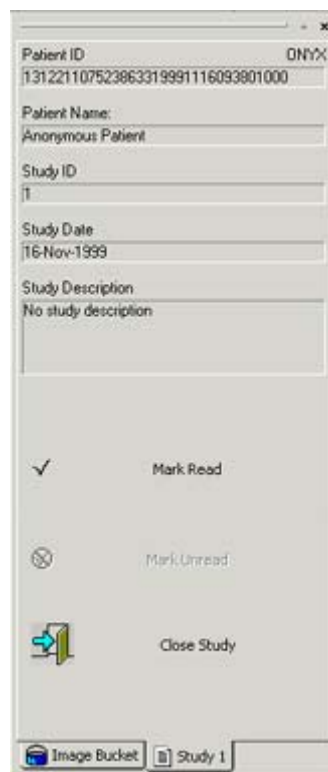 Patient ID ONYX
131221107523863319991116093801000
Patient Name:
Anonymous Patient
Study ID
1
Study Date
16-Nov-1999
Study Description
No study description
Mark Read
Mark Unread
Close Study
Image Bucket Study 1